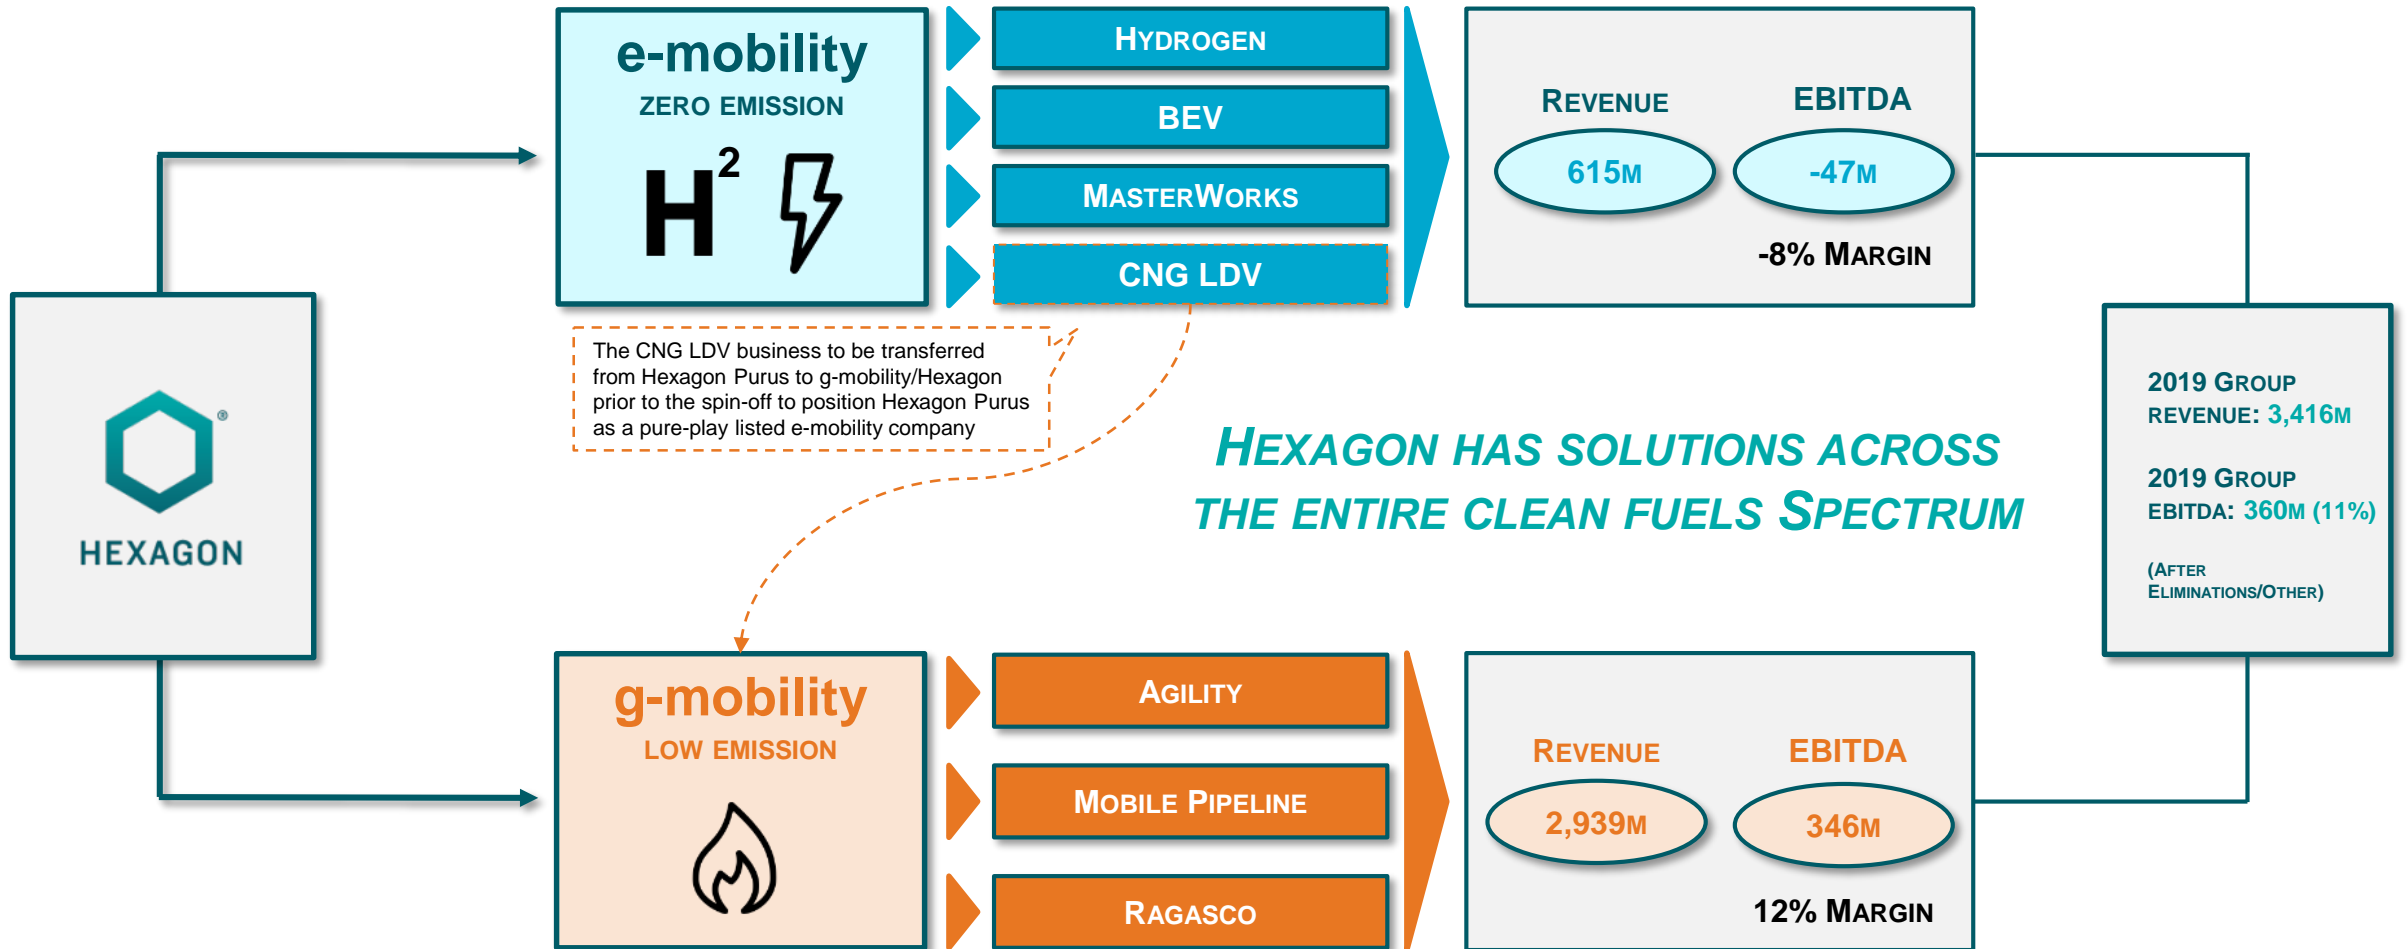 e-mobility
ZERO EMISSION
H2
HYDROGEN
BEV
MASTERWORKS
CNG LDV
REVENUE
EBITDA
615M
-47M
-8% MARGIN
The CNG LDV business to be transferred
from Hexagon Purus to g-mobility/Hexagon
prior to the spin-off to position Hexagon Purus
as a pure-play listed e-mobility company
HEXAGON®
HEXAGON HAS SOLUTIONS ACROSS
THE ENTIRE CLEAN FUELS SPECTRUM
2019 GROUP
REVENUE: 3,416M
2019 GROUP
EBITDA: 360M (11%)
(AFTER
ELIMINATIONS/OTHER)
g-mobility
LOW EMISSION
AGILITY
MOBILE PIPELINE
RAGASCO
REVENUE
EBITDA
2,939M
346M
12% MARGIN